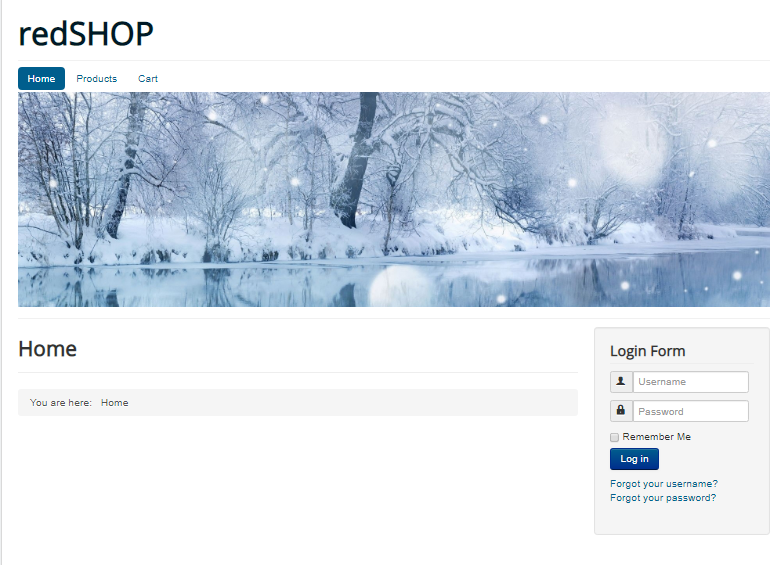 redSHOP
Home Products Cart
Home
You are here: Home
Login Form
Username
Password
Remember Me
Log in
Forgot your username?
Forgot your password?